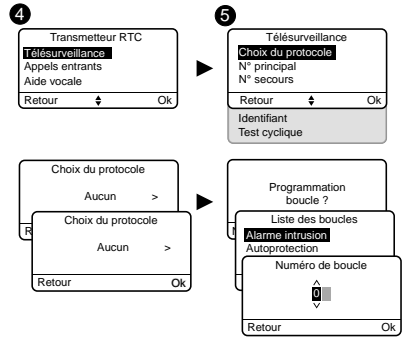 4
Transmetteur RTC
Télésurveillance
Appels entrants
Aide vocale
Retour Ok
5
Télésurveillance
Choix du protocole
N° principal
N° secours
Retour Ok
Identifiant
Test cyclique
Choix du protocole
Aucun >
R
Choix du protocole
Aucun >
Retour Ok
Programmation
boucle ?
Liste des boucles
Alarme intrusion
Autoprotection
Numéro de boucle
0
Retour Ok